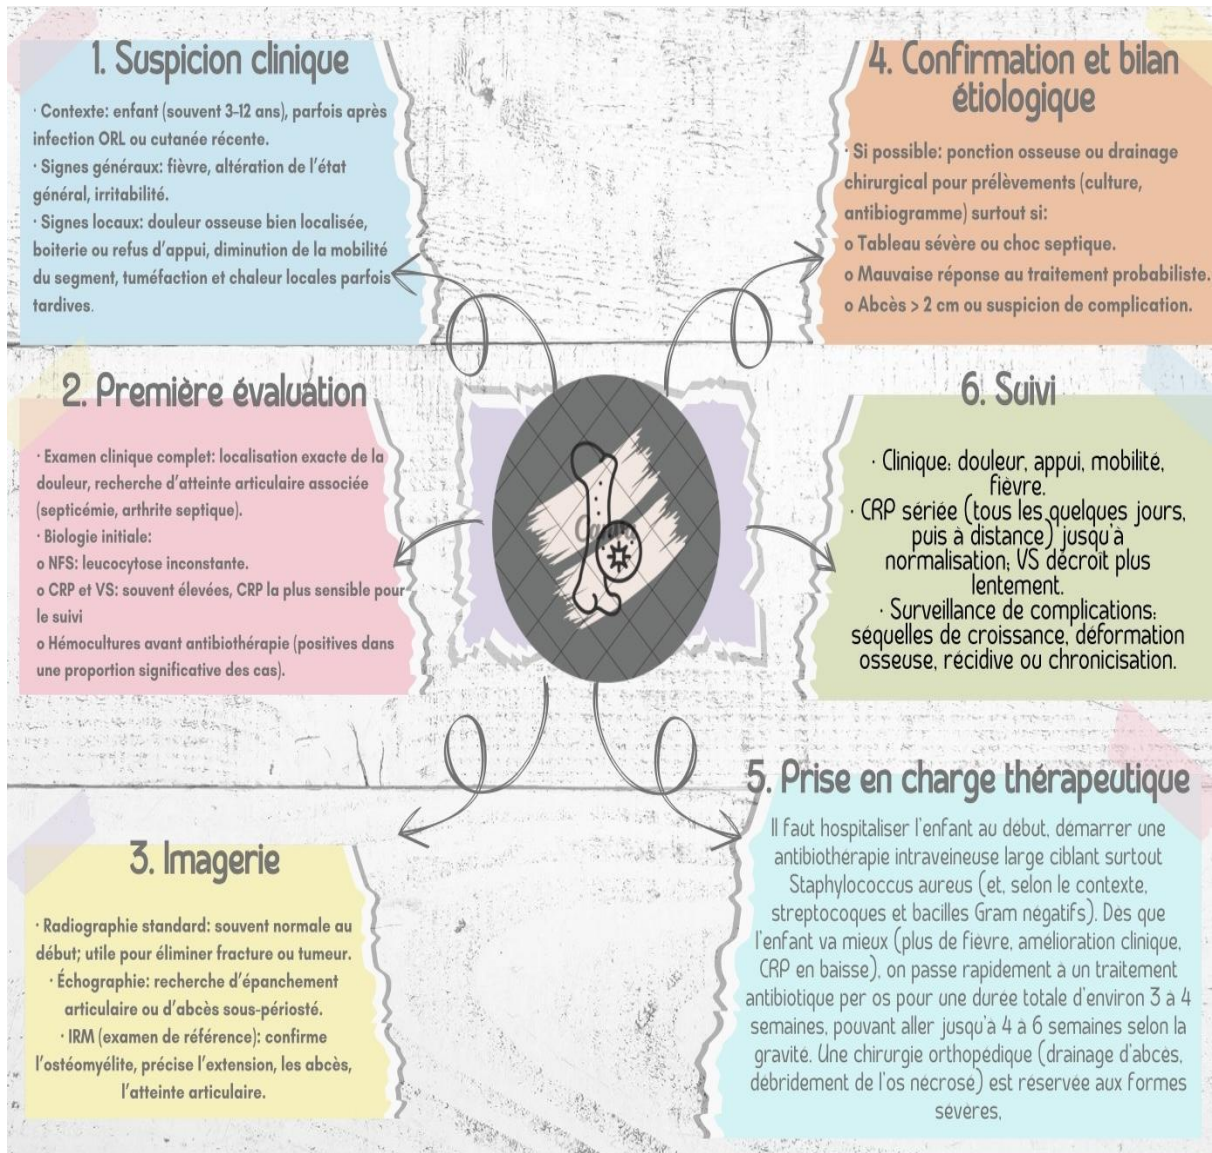 1. Suspicion clinique
· Contexte: enfant (souvent 3-12 ans), parfois après
infection ORL ou cutanée récente.
· Signes généraux: fièvre, altération de l'état
général, irritabilité.
· Signes locaux: douleur osseuse bien localisée,
boiterie ou refus d'appui, diminution de la mobilité
du segment, tuméfaction et chaleur locales parfois
tardives.
2. Première évaluation
· Examen clinique complet: localisation exacte de la
douleur, recherche d'atteinte articulaire associée
(septicémie, arthrite septique).
· Biologie initiale:
o NFS: leucocytose inconstante.
o CRP et VS: souvent élevées, CRP la plus sensible pour
le suivi
o Hémocultures avant antibiothérapie (positives dans
une proportion significative des cas).
3. Imagerie
· Radiographie standard: souvent normale au
début; utile pour éliminer fracture ou tumeur.
· Échographie: recherche d'épanchement
articulaire ou d'abcès sous-périosté.
· IRM (examen de référence): confirme
l'ostéomyélite, précise l'extension, les abcès,
l'atteinte articulaire.
4. Confirmation et bilan
étiologique
· Si possible: ponction osseuse ou drainage
chirurgical pour prélèvements (culture,
antibiogramme) surtout si:
o Tableau sévère ou choc septique.
o Mauvaise réponse au traitement probabiliste.
o Abcès > 2 cm ou suspicion de complication.
6. Suivi
· Clinique: douleur, appui, mobilité,
fièvre.
· CRP sériée (tous les quelques jours,
puis à distance) jusqu'à
normalisation; VS décroît plus
lentement.
· Surveillance de complications:
séquelles de croissance, déformation
osseuse, récidive ou chronicisation.
5. Prise en charge thérapeutique
Il faut hospitaliser l'enfant au début, démarrer une
antibiothérapie intraveineuse large ciblant surtout
Staphylococcus aureus (et, selon le contexte,
streptocoques et bacilles Gram négatifs). Dès que
l'enfant va mieux (plus de fièvre, amélioration clinique,
CRP en baisse), on passe rapidement à un traitement
antibiotique per os pour une durée totale d'environ 3 à 4
semaines, pouvant aller jusqu'à 4 à 6 semaines selon la
gravité. Une chirurgie orthopédique (drainage d'abcès,
débridement de l'os nécrosé) est réservée aux formes
sévères,